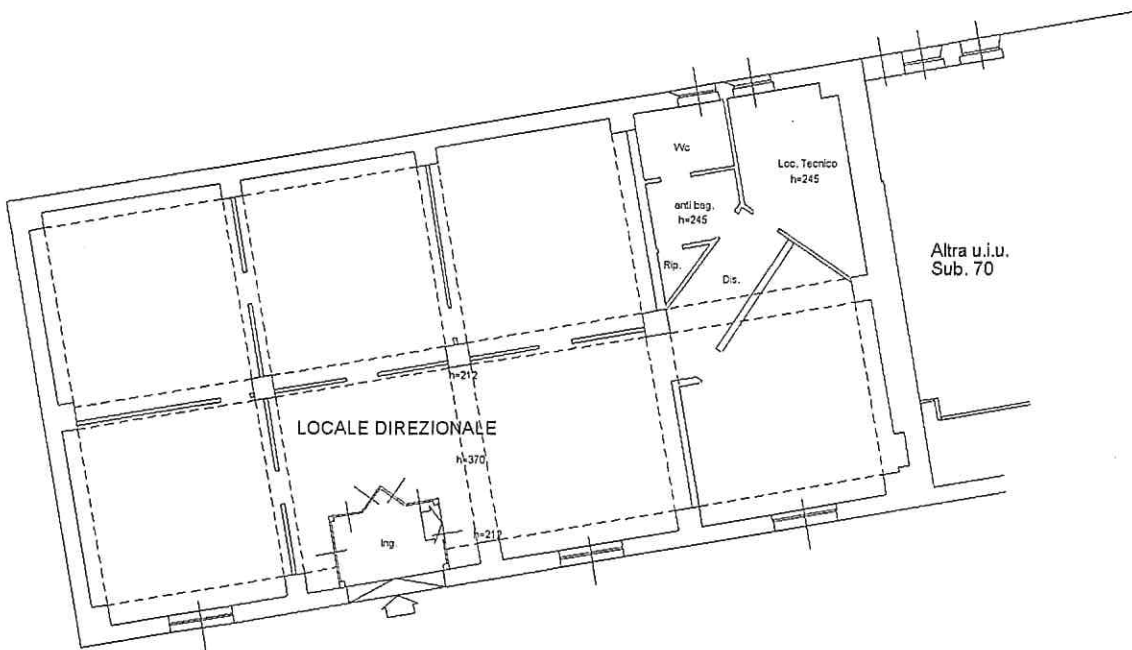 Wc
Loc. Tecnico
h=245
anti bag.
h=245
Rip.
Dis.
Altra u.i.u.
Sub. 70
h=212
LOCALE DIREZIONALE
h=370
h=212
Ing.